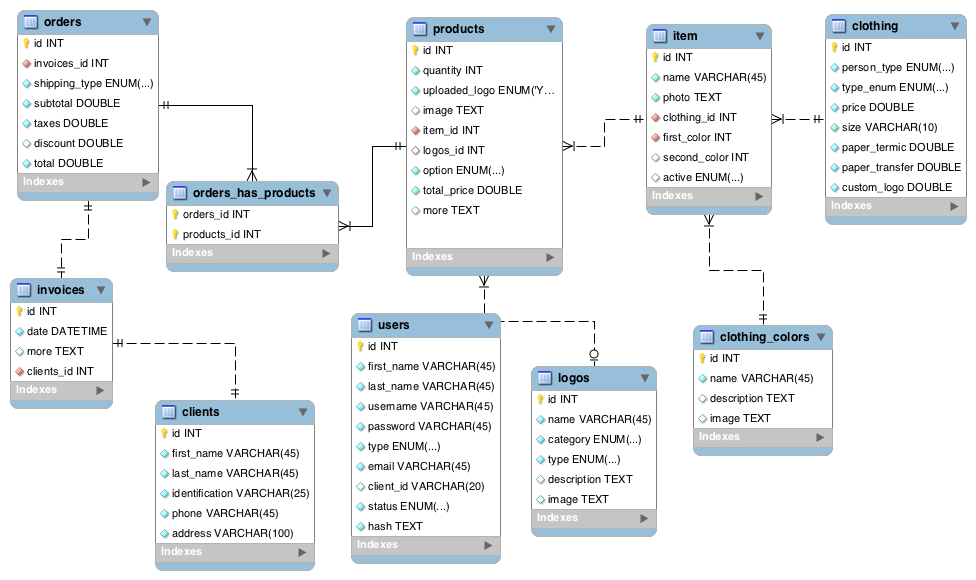 orders
id INT
invoices_id INT
shipping_type ENUM(...)
subtotal DOUBLE
taxes DOUBLE
discount DOUBLE
total DOUBLE
Indexes
products
id INT
quantity INT
uploaded_logo ENUM('Y...
image TEXT
item_id INT
logos_id INT
option ENUM(...)
total_price DOUBLE
more TEXT
Indexes
item
id INT
name VARCHAR(45)
photo TEXT
clothing_id INT
first_color INT
second_color INT
active ENUM(...)
Indexes
clothing
id INT
person_type ENUM(...)
type_enum ENUM(...)
price DOUBLE
size VARCHAR(10)
paper_termic DOUBLE
paper_transfer DOUBLE
custom_logo DOUBLE
Indexes
orders_has_products
orders_id INT
products_id INT
Indexes
invoices
id INT
date DATETIME
more TEXT
clients_id INT
Indexes
clients
id INT
first_name VARCHAR(45)
last_name VARCHAR(45)
identification VARCHAR(25)
phone VARCHAR(45)
address VARCHAR(100)
Indexes
users
id INT
first_name VARCHAR(45)
last_name VARCHAR(45)
username VARCHAR(45)
password VARCHAR(45)
type ENUM(...)
email VARCHAR(45)
client_id VARCHAR(20)
status ENUM(...)
hash TEXT
Indexes
logos
id INT
name VARCHAR(45)
category ENUM(...)
type ENUM(...)
description TEXT
image TEXT
Indexes
clothing_colors
id INT
name VARCHAR(45)
description TEXT
image TEXT
Indexes